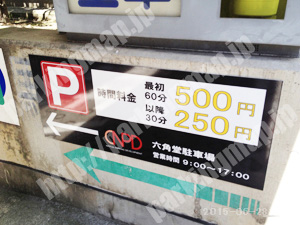 P
時間料金
最初
60分 500円
以降
30分 250円
NPD
六角堂駐車場
営業時間 9:00〜17:00